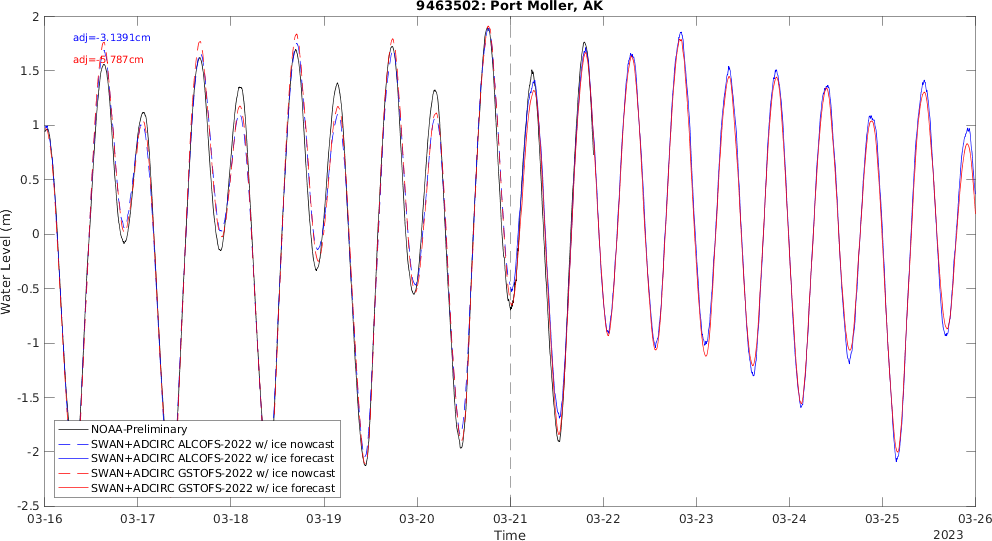 9463502: Port Moller, AK
2
1.5
1
0.5
0
-0.5
-1
-1.5
-2
-2.5
Water Level (m)
adj=-3.1391cm
adj=-5.787cm
NOAA-Preliminary
SWAN+ADCIRC ALCOFS-2022 w/ ice nowcast
SWAN+ADCIRC ALCOFS-2022 w/ ice forecast
SWAN+ADCIRC GSTOFS-2022 w/ ice nowcast
SWAN+ADCIRC GSTOFS-2022 w/ ice forecast
03-16 03-17 03-18 03-19 03-20 03-21 03-22 03-23 03-24 03-25 03-26
Time
2023